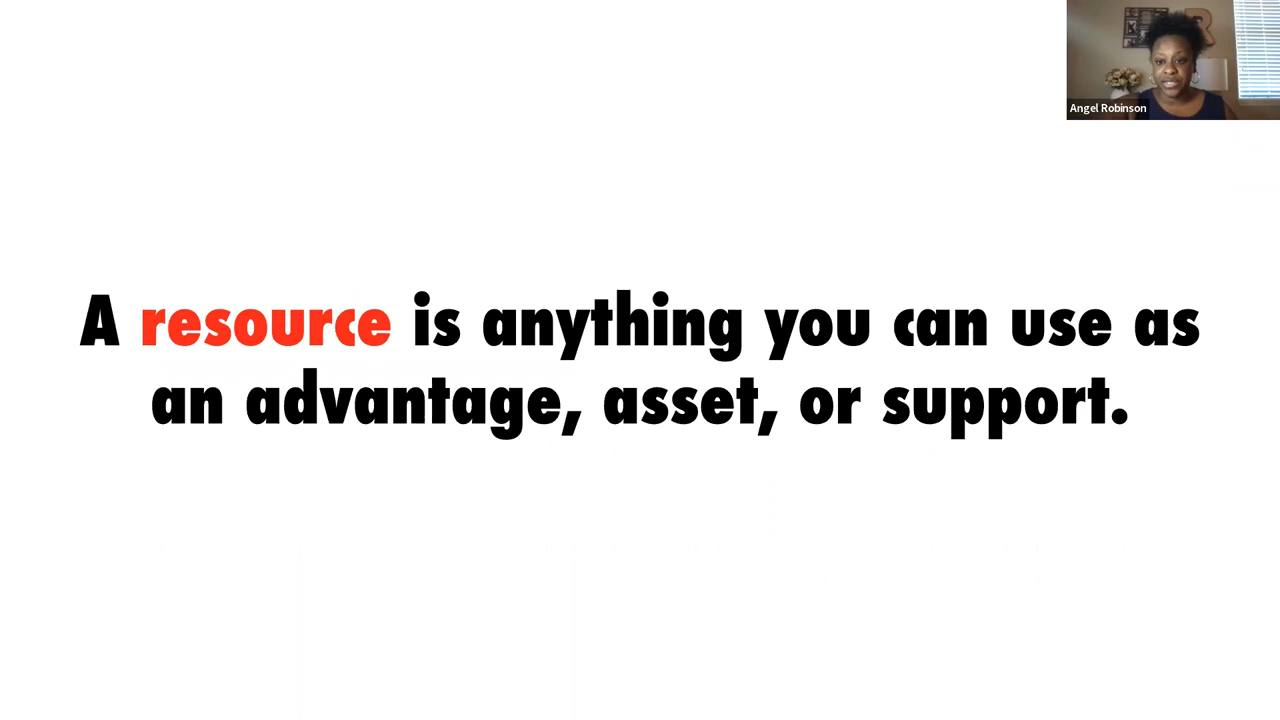 Angel Robinson
A resource is anything you can use as
an advantage, asset, or support.